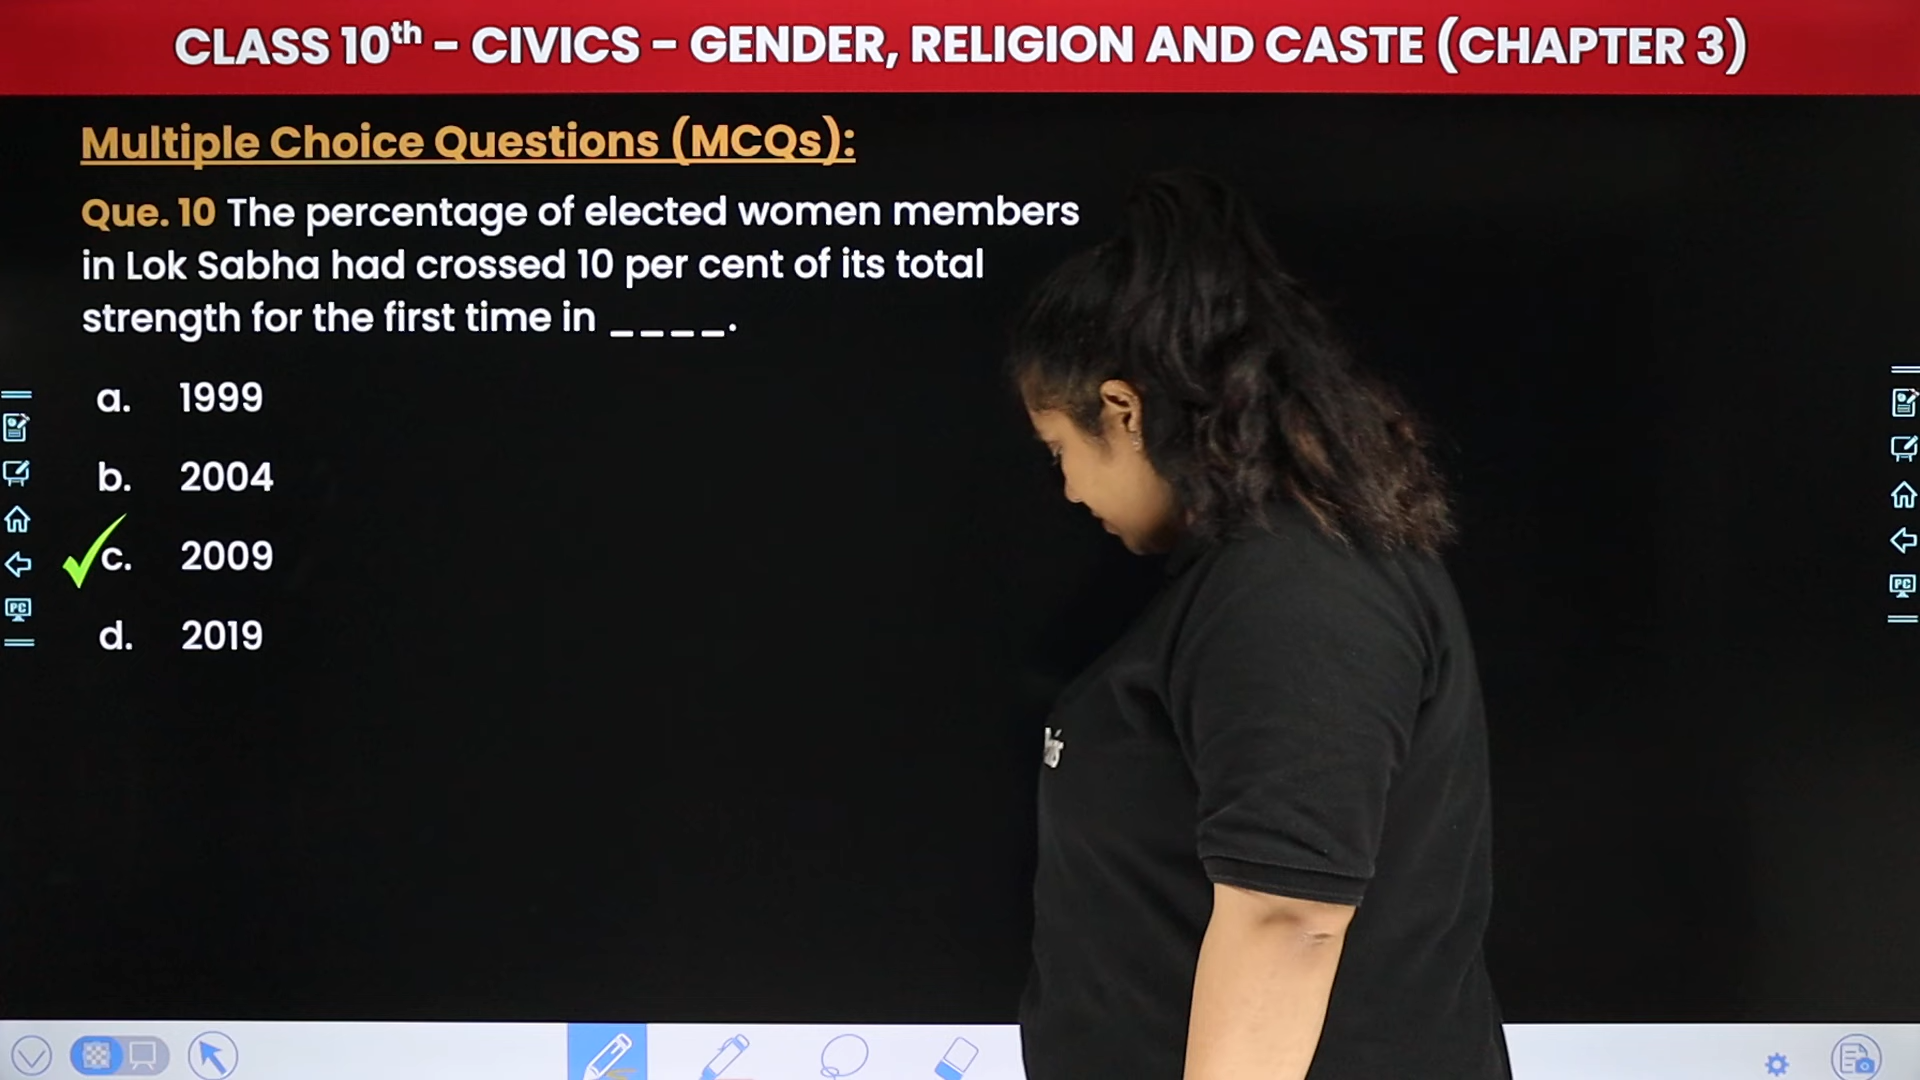 CLASS 10th - CIVICS - GENDER, RELIGION AND CASTE (CHAPTER 3)
Multiple Choice Questions (MCQs):
Que. 10 The percentage of elected women members
in Lok Sabha had crossed 10 per cent of its total
strength for the first time in ____.
a. 1999
b. 2004
c. 2009
d. 2019
PC
PC